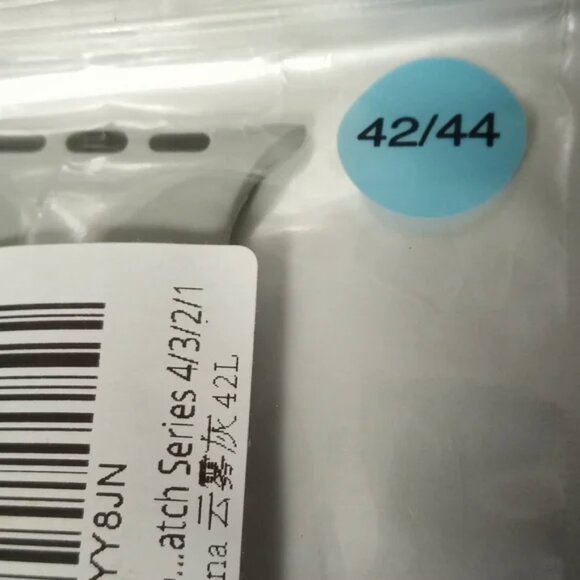 42/44
...atch Series 4/3/2/1
na 云雾灰 42L
YY8JN